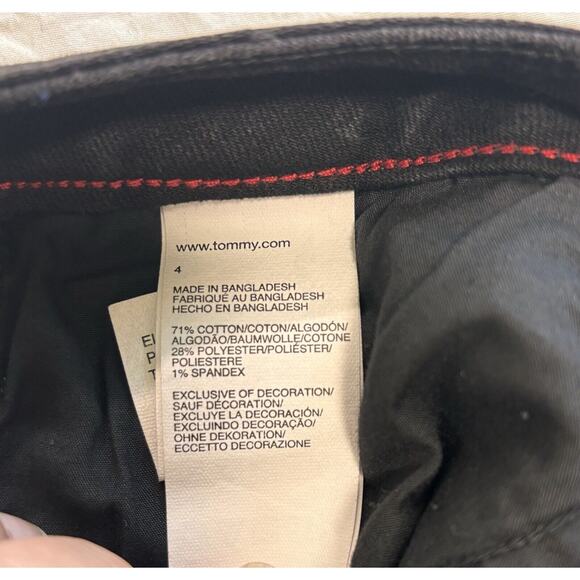 www.tommy.com
4
MADE IN BANGLADESH
FABRIQUÉ AU BANGLADESH
HECHO EN BANGLADESH
71% COTTON/COTON/ALGODÓN/
ALGODÃO/BAUMWOLLE/COTONE
28% POLYESTER/POLIÉSTER/
POLIESTERE
1% SPANDEX
EXCLUSIVE OF DECORATION/
SAUF DÉCORATION/
EXCLUYE LA DECORACIÓN/
EXCLUINDO DECORAÇÃO/
OHNE DEKORATION/
ECCETTO DECORAZIONE